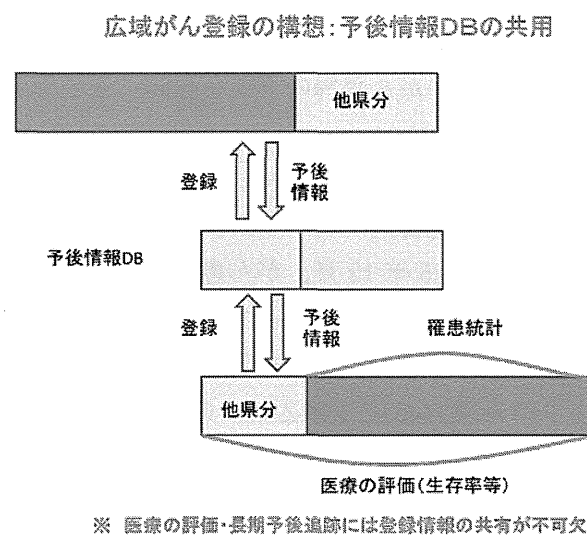 広域がん登録の構想：予後情報DBの共用
他県分
登録
予後
情報
予後情報DB
登録
予後
情報
罹患統計
他県分
医療の評価(生存率等)
※ 医療の評価・長期予後追跡には登録情報の共有が不可欠